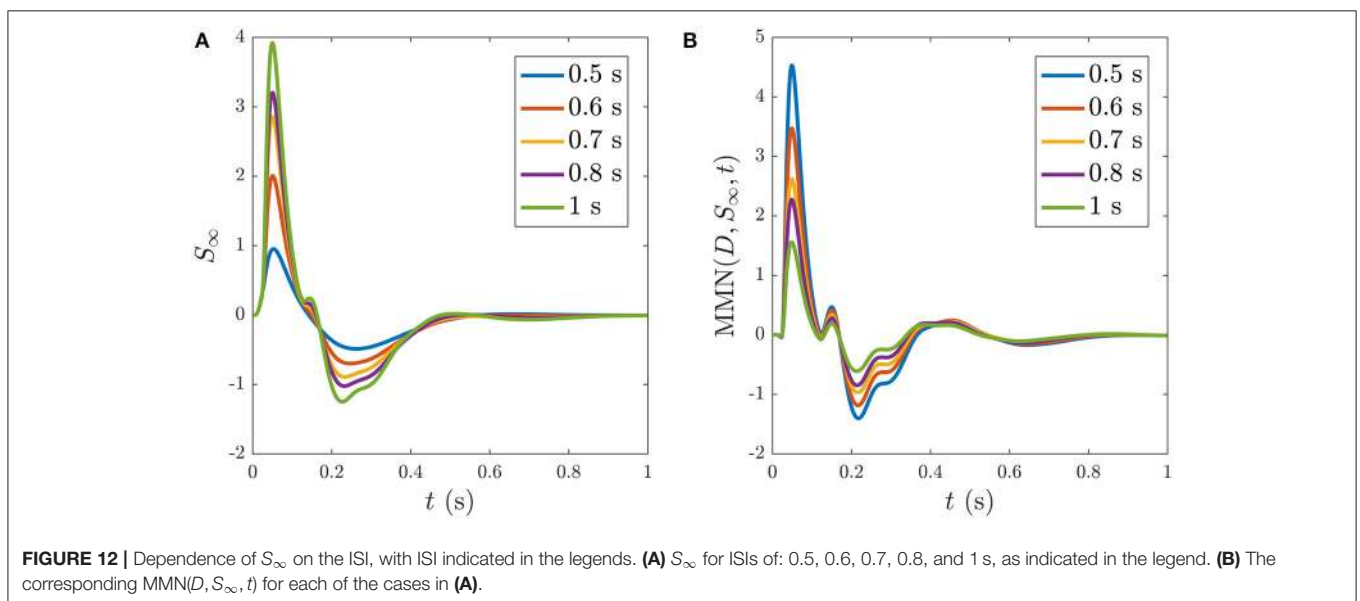 A
4
3
2
1
0
-1
-2
S∞
0
0.2
0.4
0.6
0.8
1
t (s)
0.5 s
0.6 s
0.7 s
0.8 s
1 s
B
5
4
3
2
1
0
-1
-2
MMN(D, S∞, t)
0
0.2
0.4
0.6
0.8
1
t (s)
0.5 s
0.6 s
0.7 s
0.8 s
1 s
FIGURE 12 | Dependence of S∞ on the ISI, with ISI indicated in the legends. (A) S∞ for ISIs of: 0.5, 0.6, 0.7, 0.8, and 1 s, as indicated in the legend. (B) The
corresponding MMN(D, S∞, t) for each of the cases in (A).